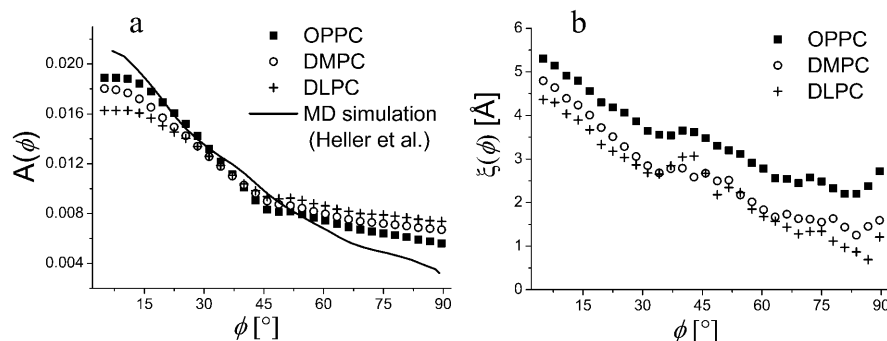 a
A(ϕ)
0.020
0.016
0.012
0.008
0.004
15
30
45
60
75
90
ϕ [°]
OPPC
DMPC
DLPC
MD simulation
(Heller et al.)
b
ξ(ϕ) [Å]
6
5
4
3
2
1
0
15
30
45
60
75
90
ϕ [°]
OPPC
DMPC
DLPC